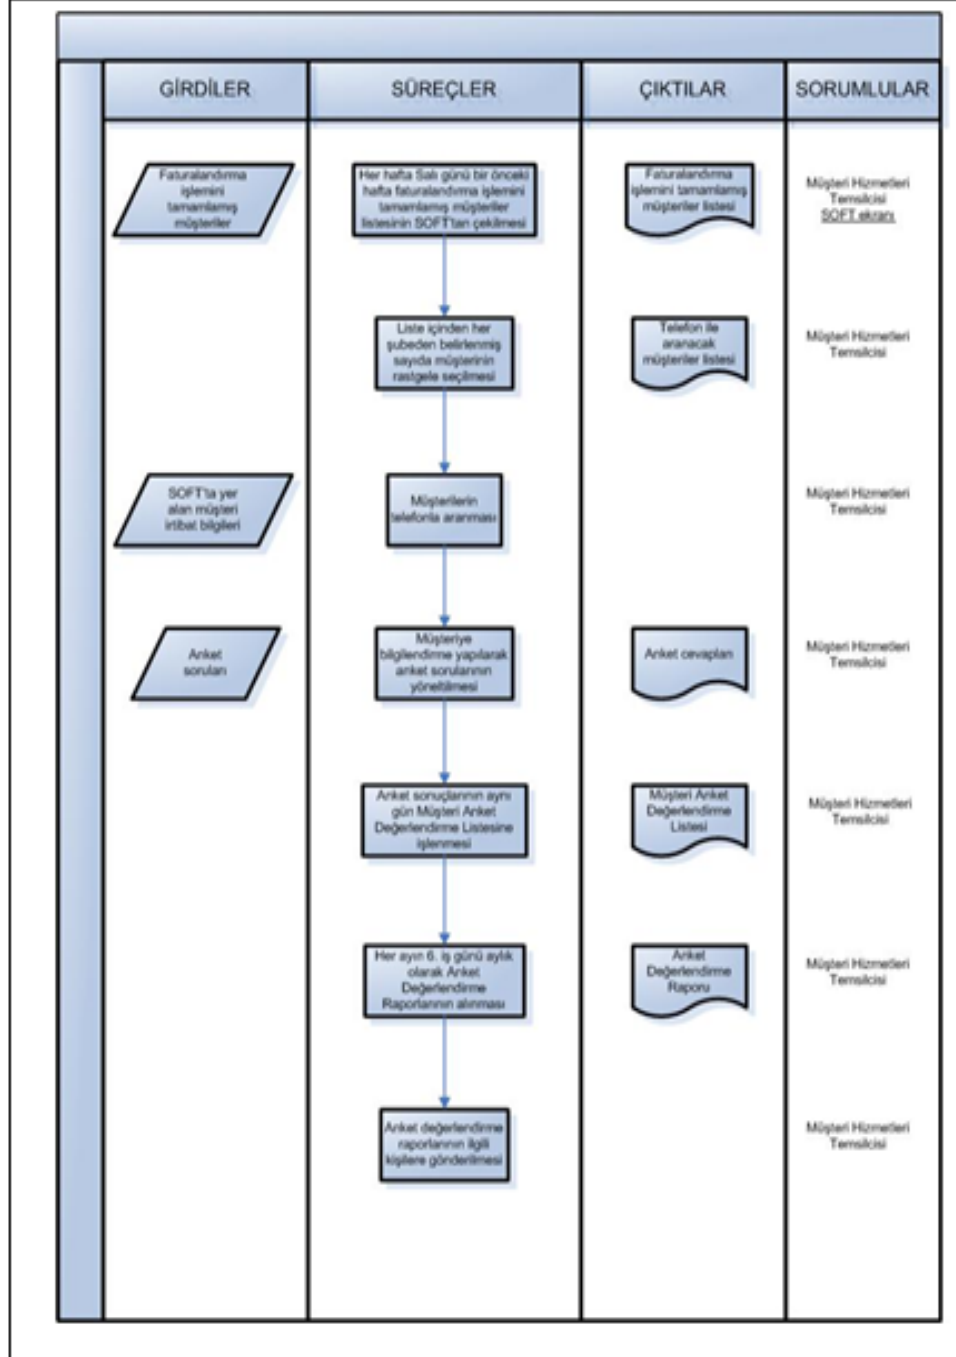 GİRDİLER
SÜREÇLER
ÇIKTILAR
SORUMLULAR
Faturalandırma
işlemini
tamamlamış
müşteriler
Her hafta Salı günü bir önceki
hafta faturalandırma işlemini
tamamlamış müşteriler
listesinin SOFT'tan çekilmesi
Faturalandırma
işlemini tamamlamış
müşteriler listesi
Müşteri Hizmetleri
Temsilcisi
SOFT ekranı
Liste içinden her
şubeden belirlenmiş
sayıda müşterinin
rastgele seçilmesi
Telefon ile
aranacak
müşteriler listesi
Müşteri Hizmetleri
Temsilcisi
SOFT'ta yer
alan müşteri
irtibat bilgileri
Müşterilerin
telefonla aranması
Müşteri Hizmetleri
Temsilcisi
Anket
soruları
Müşteriye
bilgilendirme yapılarak
anket sorularının
yöneltilmesi
Anket cevapları
Müşteri Hizmetleri
Temsilcisi
Anket sonuçlarının aynı
gün Müşteri Anket
Değerlendirme Listesine
işlenmesi
Müşteri Anket
Değerlendirme
Listesi
Müşteri Hizmetleri
Temsilcisi
Her ayın 6. iş günü aylık
olarak Anket
Değerlendirme
Raporlarının alınması
Anket
Değerlendirme
Raporu
Müşteri Hizmetleri
Temsilcisi
Anket değerlendirme
raporlarının ilgili
kişilere gönderilmesi
Müşteri Hizmetleri
Temsilcisi